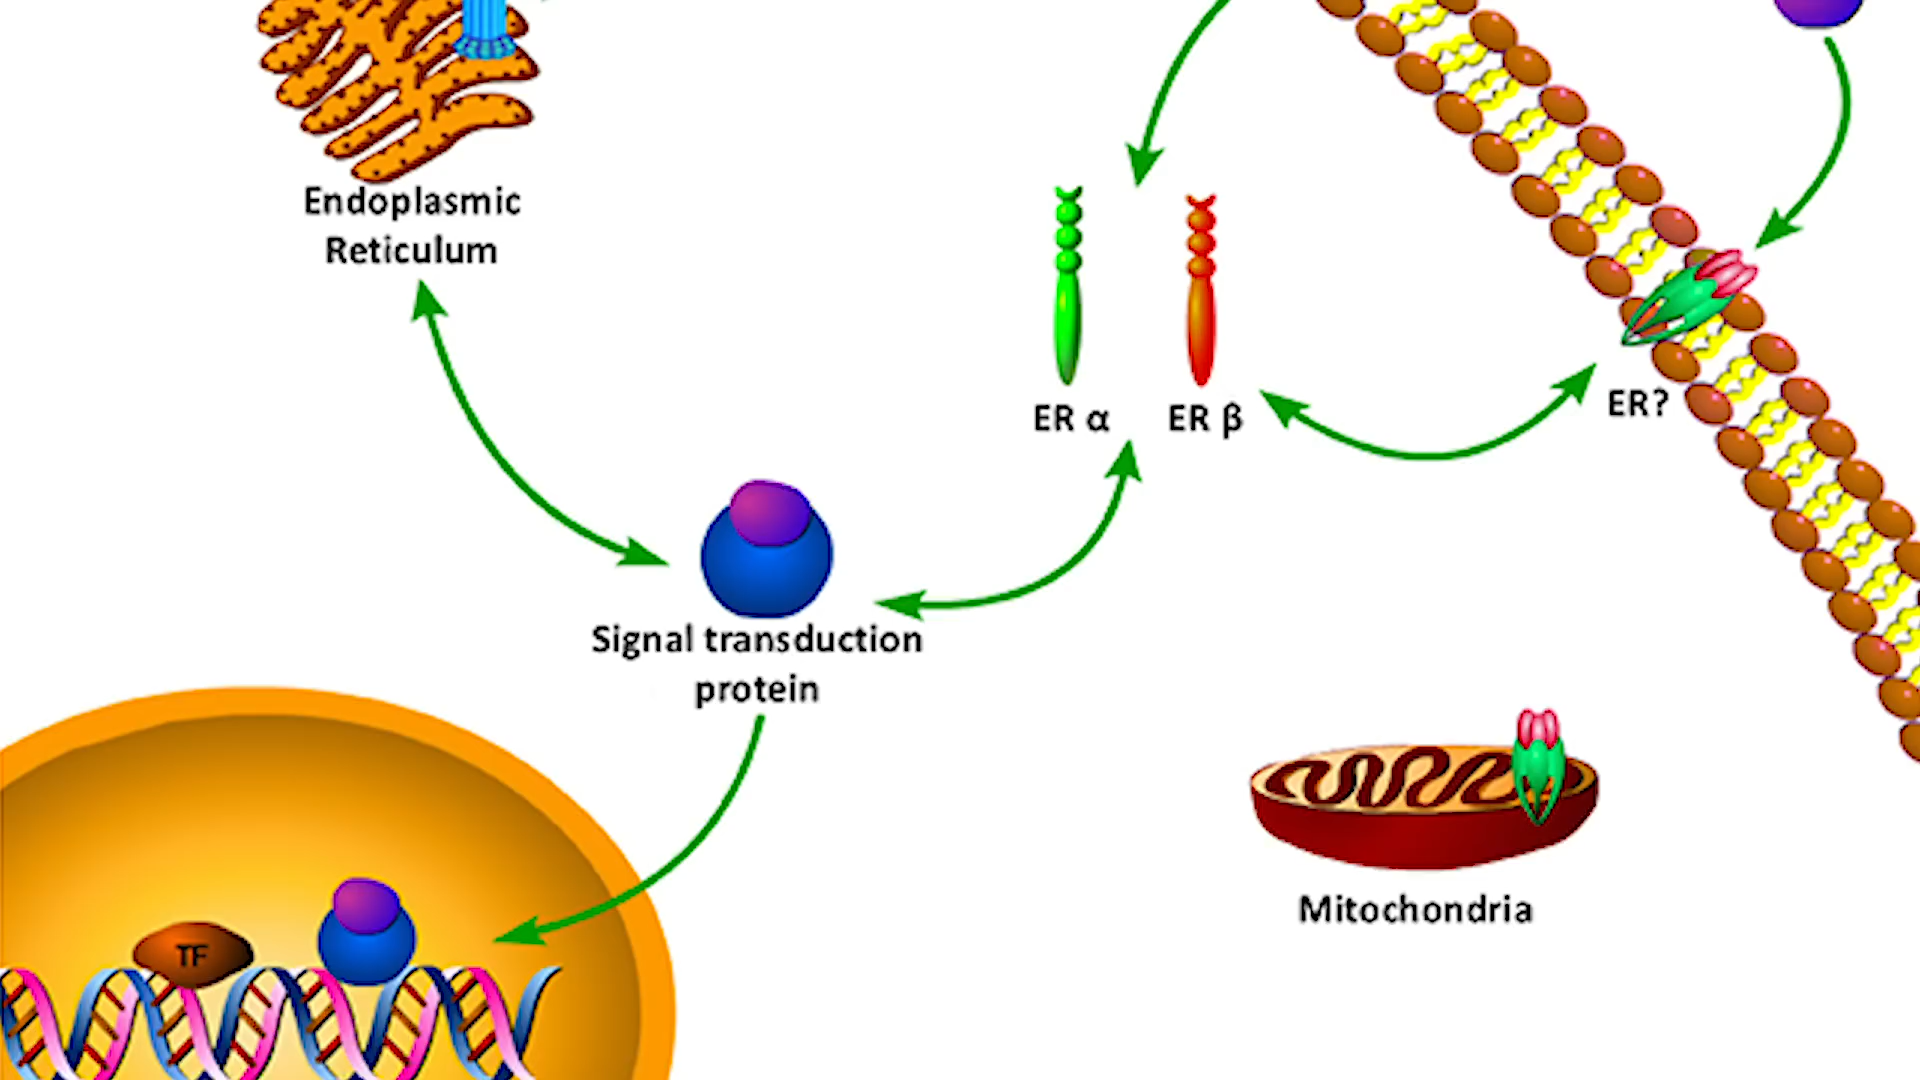 Endoplasmic
Reticulum
ER α
ER β
ER?
Signal transduction
protein
Mitochondria
TF